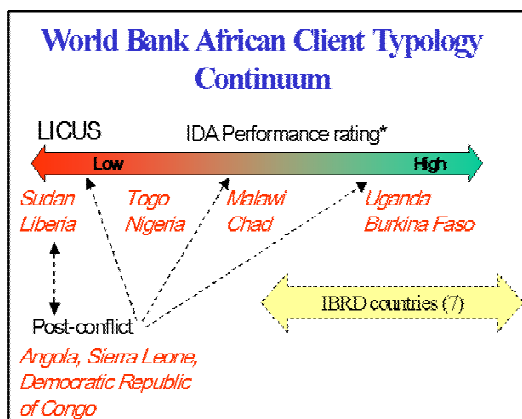 World Bank African Client Typology
Continuum
LICUS IDA Performance rating*
Low High
Sudan Togo Malawi Uganda
Liberia Nigeria Chad Burkina Faso
IBRD countries (7)
Post-conflict
Angola, Sierra Leone,
Democratic Republic
of Congo